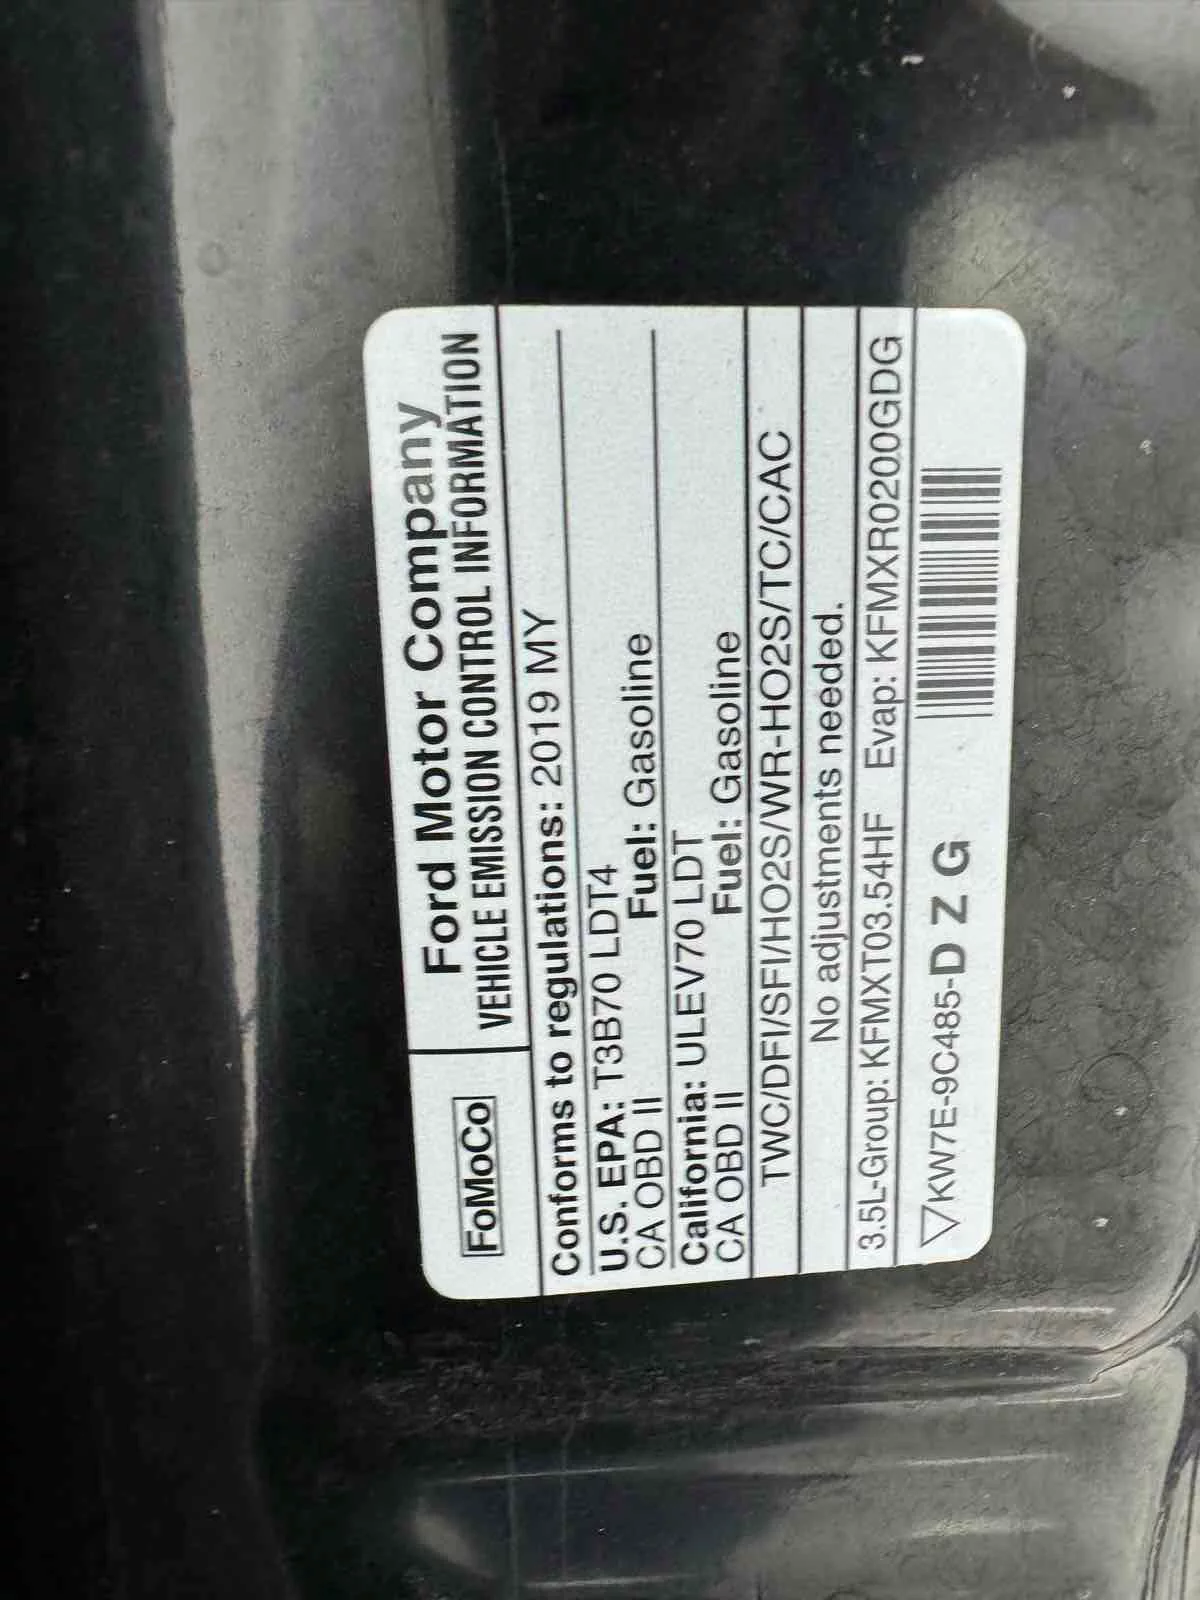 FoMoCo
Ford Motor Company
VEHICLE EMISSION CONTROL INFORMATION
Conforms to regulations: 2019 MY
U.S. EPA: T3B70 LDT4
CA OBD II Fuel: Gasoline
California: ULEV70 LDT
CA OBD II Fuel: Gasoline
TWC/DFI/SFI/HO2S/WR-HO2S/TC/CAC
No adjustments needed.
3.5L-Group: KFMXT03.54HF Evap: KFMXR0200GDG
KW7E-9C485-D Z G